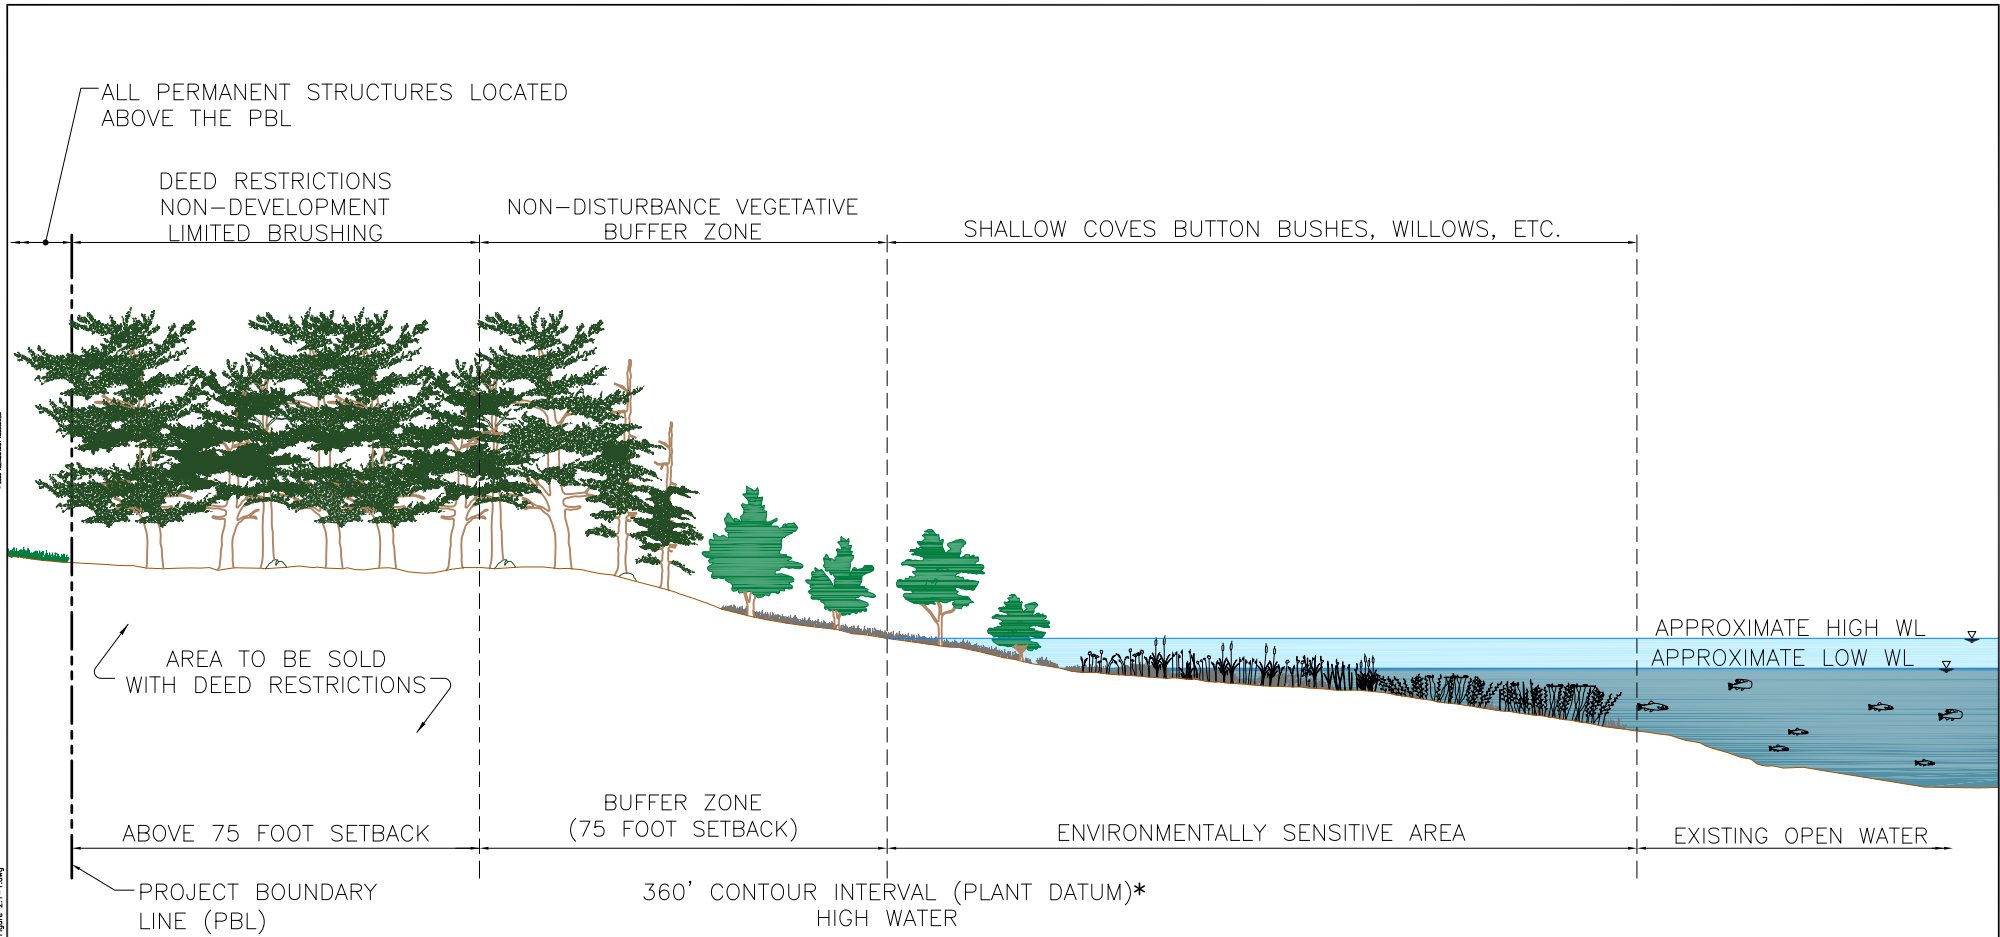 ALL PERMANENT STRUCTURES LOCATED
ABOVE THE PBL
DEED RESTRICTIONS
NON-DEVELOPMENT
LIMITED BRUSHING
NON-DISTURBANCE VEGETATIVE
BUFFER ZONE
SHALLOW COVES BUTTON BUSHES, WILLOWS, ETC.
APPROXIMATE HIGH WL
APPROXIMATE LOW WL
AREA TO BE SOLD
WITH DEED RESTRICTIONS
ABOVE 75 FOOT SETBACK
BUFFER ZONE
(75 FOOT SETBACK)
ENVIRONMENTALLY SENSITIVE AREA
EXISTING OPEN WATER
PROJECT BOUNDARY
LINE (PBL)
360' CONTOUR INTERVAL (PLANT DATUM)*
HIGH WATER